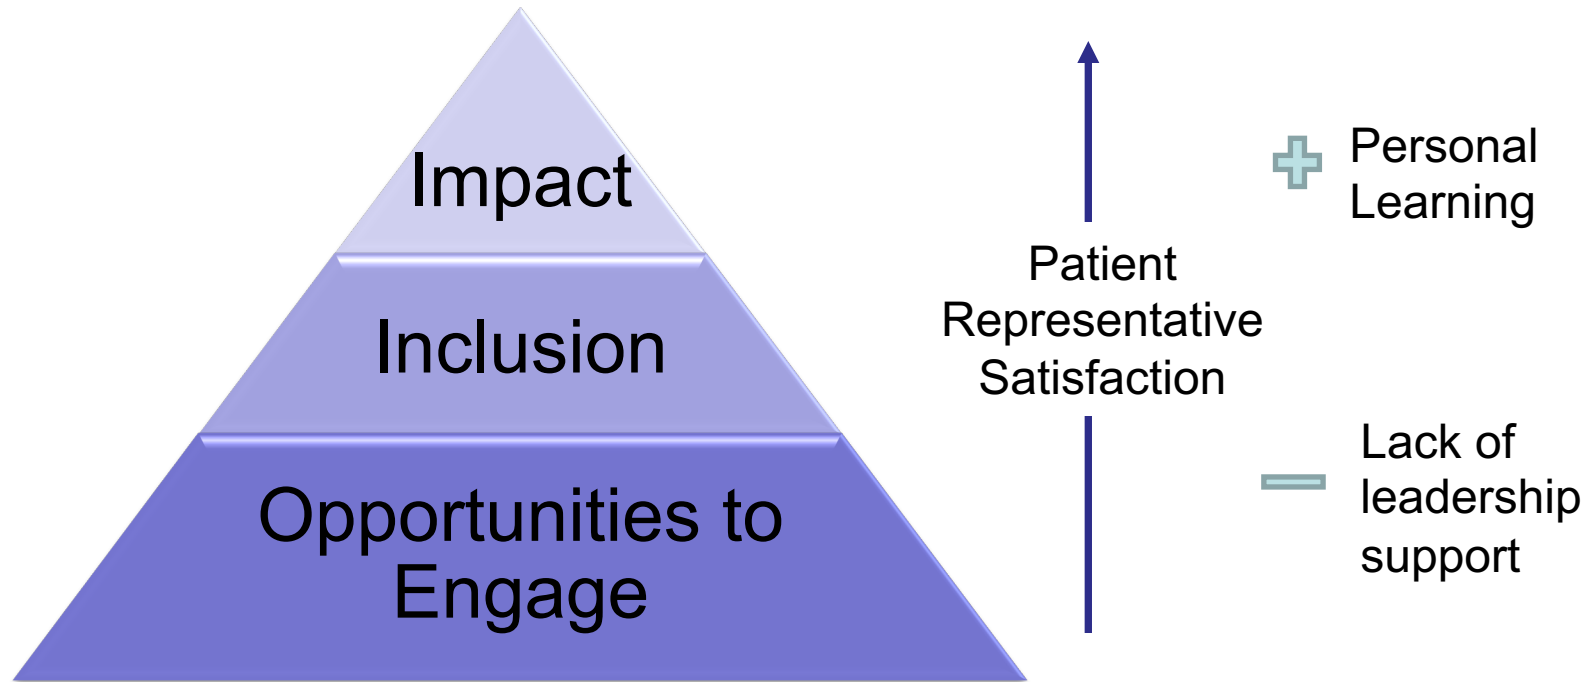 Impact
Inclusion
Opportunities to
Engage
Patient
Representative
Satisfaction
Personal
Learning
Lack of
leadership
support